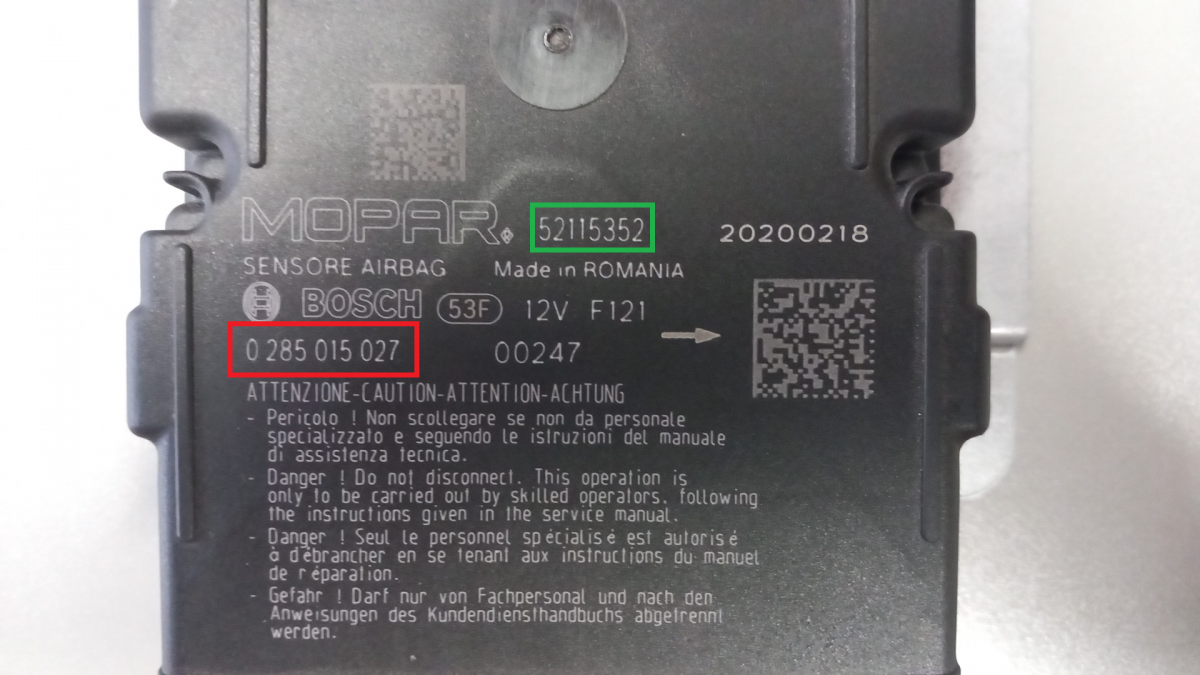 MOPAR 52115352 20200218
SENSORE AIRBAG Made in ROMANIA
BOSCH 53F 12V F121
0 285 015 027 00247
ATTENZIONE-CAUTION-ATTENTION-ACHTUNG
- Pericolo ! Non scollegare se non da personale
specializzato e seguendo le istruzioni del manuale
di assistenza tecnica.
- Danger ! Do not disconnect. This operation is
only to be carried out by skilled operators, following
the instructions given in the service manual.
- Danger ! Seul le personnel spécialisé est autorisé
à débrancher en se tenant aux instructions du manuel
de réparation.
- Gefahr ! Darf nur von Fachpersonal und nach den
Anweisungen des Kundendiensthandbuchs abgetrennt
werden.